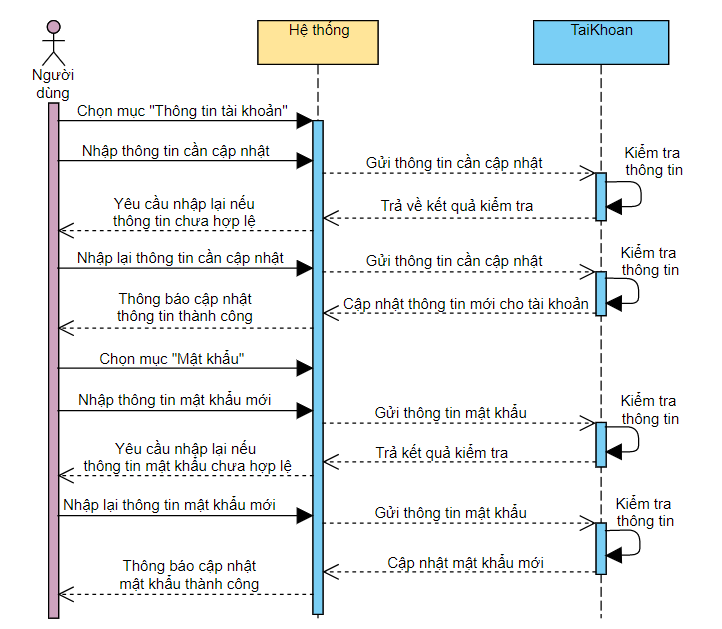 Hệ thống
TaiKhoan
Người
dùng
Chọn mục "Thông tin tài khoản"
Nhập thông tin cần cập nhật
Gửi thông tin cần cập nhật
Kiểm tra
thông tin
Trả về kết quả kiểm tra
Yêu cầu nhập lại nếu
thông tin chưa hợp lệ
Nhập lại thông tin cần cập nhật
Gửi thông tin cần cập nhật
Kiểm tra
thông tin
Cập nhật thông tin mới cho tài khoản
Thông báo cập nhật
thông tin thành công
Chọn mục "Mật khẩu"
Nhập thông tin mật khẩu mới
Gửi thông tin mật khẩu
Kiểm tra
thông tin
Trả kết quả kiểm tra
Yêu cầu nhập lại nếu
thông tin mật khẩu chưa hợp lệ
Nhập lại thông tin mật khẩu mới
Gửi thông tin mật khẩu
Kiểm tra
thông tin
Cập nhật mật khẩu mới
Thông báo cập nhật
mật khẩu thành công